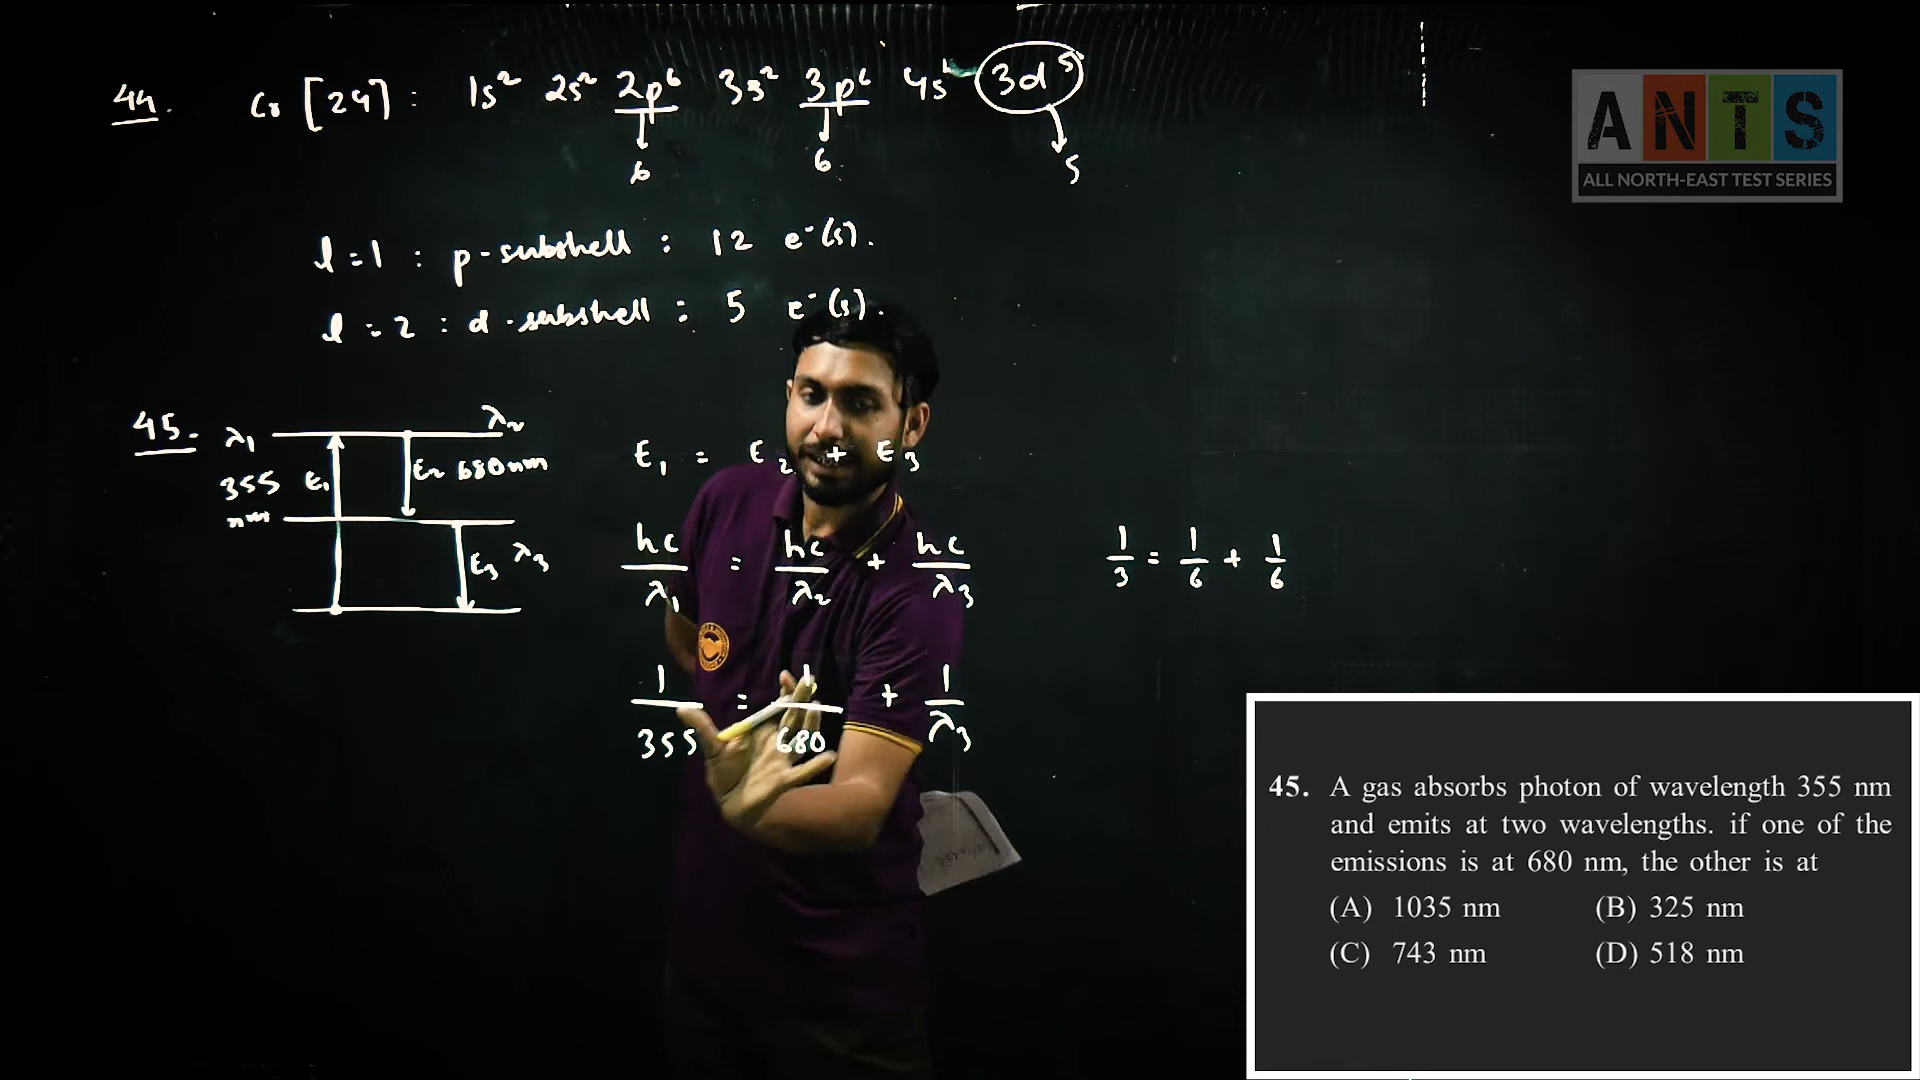 44. Cr [24] : 1s² 2s² 2p⁶ 3s² 3p⁶ 4s¹ 3d⁵
6 6 5
l = 1 : p-subshell : 12 e⁻(s).
l = 2 : d-subshell : 5 e⁻(s).
45. λ₁ λ₂
355 E₁ E₂ 680nm
nm
E₃ λ₃
E₁ = E₂ + E₃
hc/λ₁ = hc/λ₂ + hc/λ₃
1/3 = 1/6 + 1/6
1/355 = 1/680 + 1/λ₃
ANTS
ALL NORTH-EAST TEST SERIES
45. A gas absorbs photon of wavelength 355 nm
and emits at two wavelengths. if one of the
emissions is at 680 nm, the other is at
(A) 1035 nm (B) 325 nm
(C) 743 nm (D) 518 nm